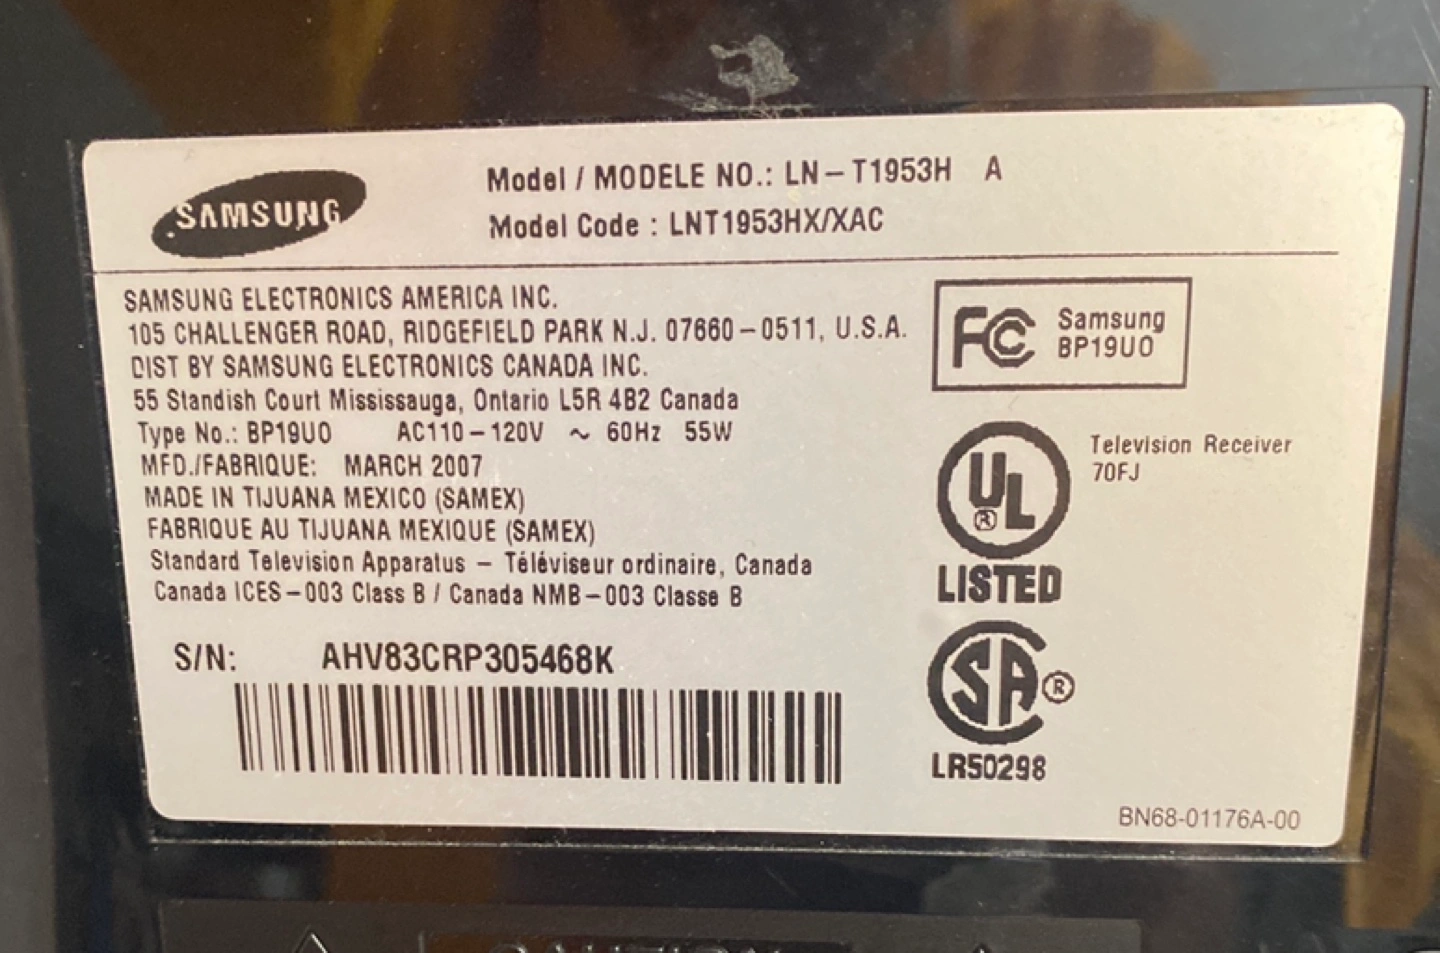 SAMSUNG
Model / MODELE NO.: LN – T1953H A
Model Code : LNT1953HX/XAC
SAMSUNG ELECTRONICS AMERICA INC.
105 CHALLENGER ROAD, RIDGEFIELD PARK N.J. 07660 – 0511, U.S.A.
DIST BY SAMSUNG ELECTRONICS CANADA INC.
55 Standish Court Mississauga, Ontario L5R 4B2 Canada
Type No.: BP19UO AC110 – 120V ~ 60Hz 55W
MFD./FABRIQUE: MARCH 2007
MADE IN TIJUANA MEXICO (SAMEX)
FABRIQUE AU TIJUANA MEXIQUE (SAMEX)
Standard Television Apparatus – Téléviseur ordinaire, Canada
Canada ICES – 003 Class B / Canada NMB – 003 Classe B
S/N: AHV83CRP305468K
FC Samsung
BP19UO
UL ®
LISTED
Television Receiver
70FJ
SA ®
LR50298
BN68-01176A-00